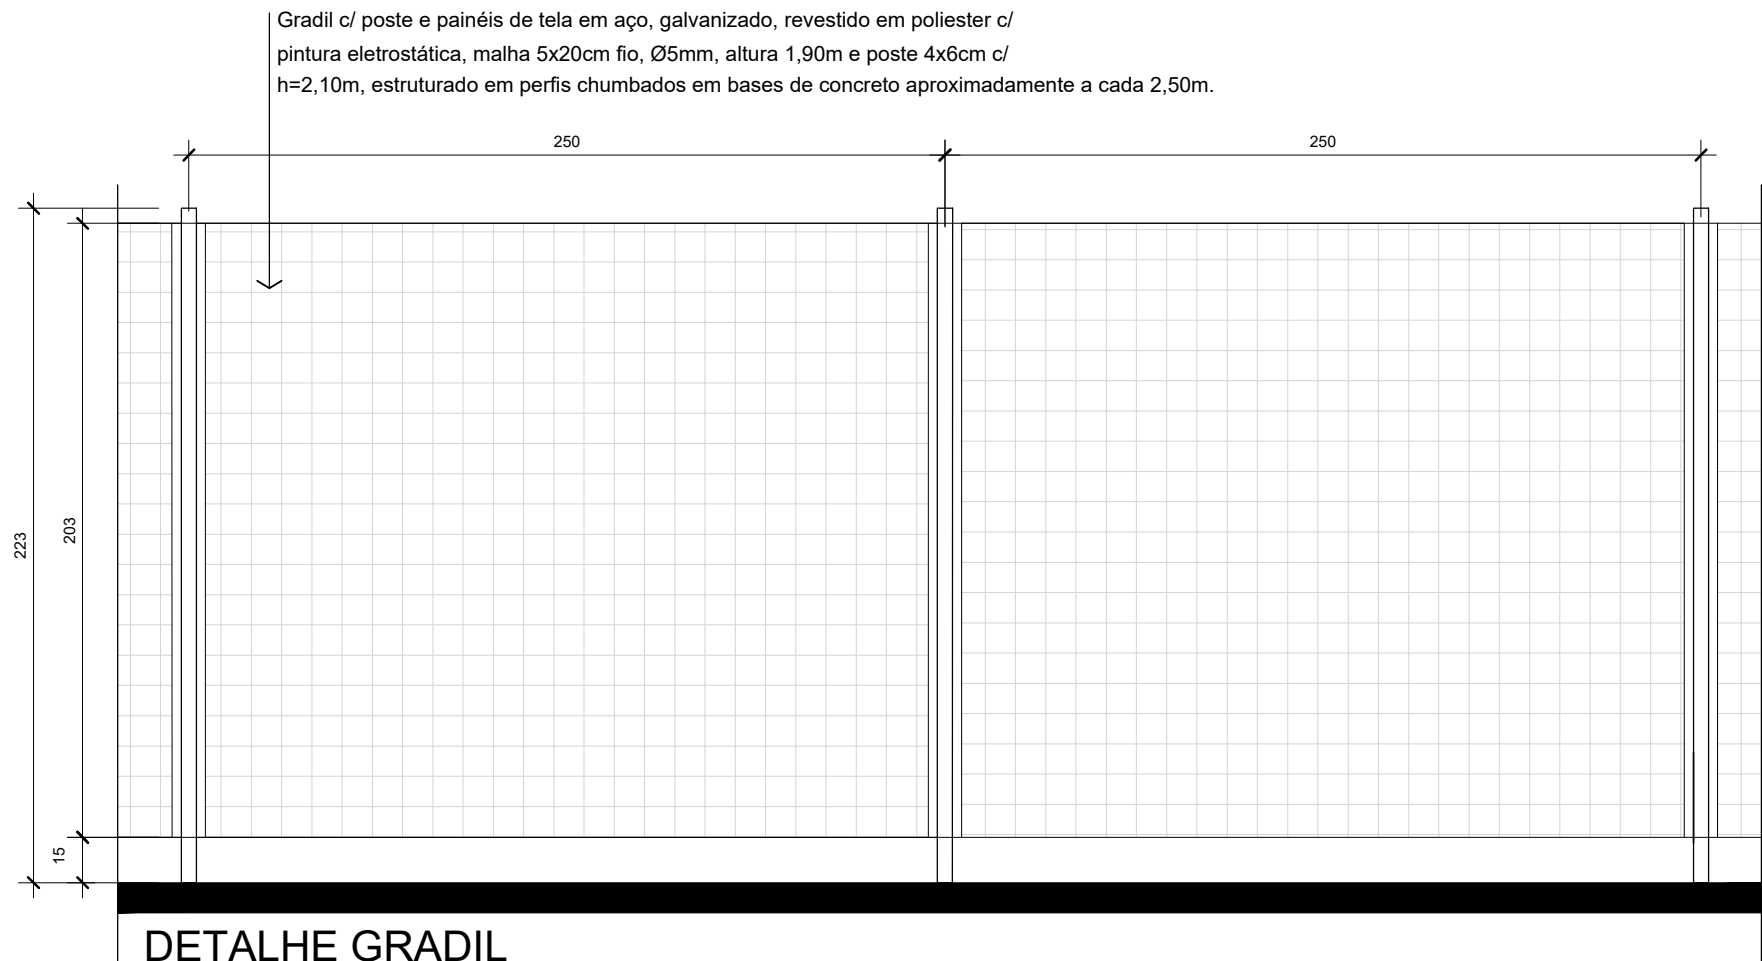 Gradil c/ poste e painéis de tela em aço, galvanizado, revestido em poliester c/
pintura eletrostática, malha 5x20cm fio, Ø5mm, altura 1,90m e poste 4x6cm c/
h=2,10m, estruturado em perfis chumbados em bases de concreto aproximadamente a cada 2,50m.
250
250
223
203
15
DETALHE GRADIL